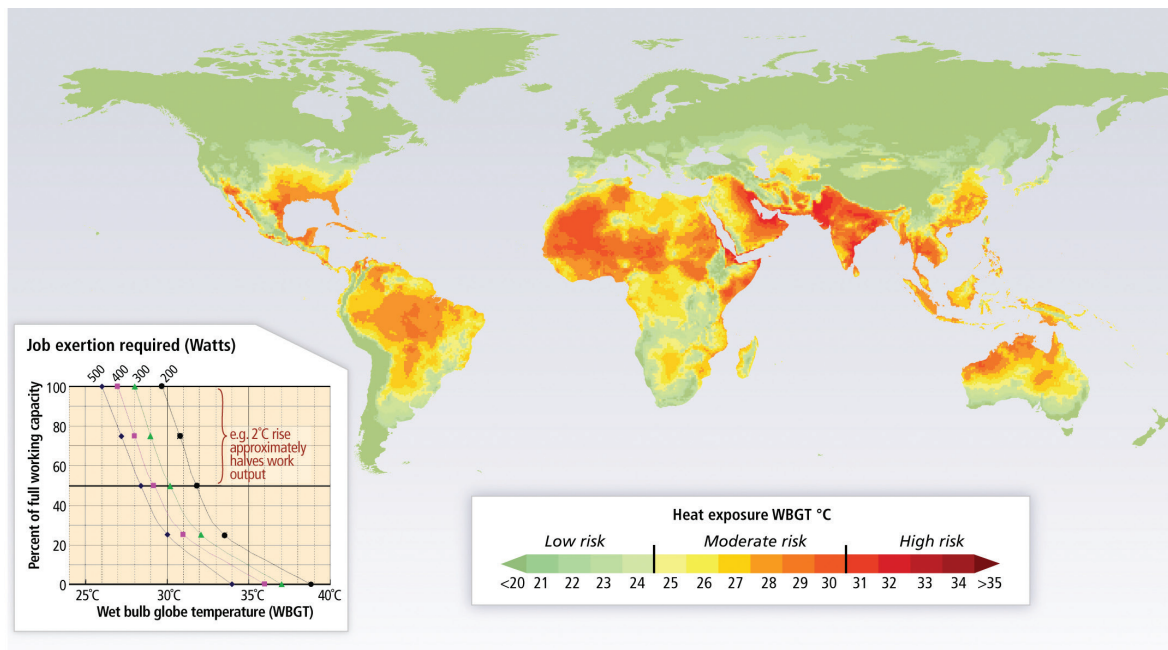 Job exertion required (Watts)
500
400
300
200
100
80
60
40
20
0
Percent of full working capacity
e.g. 2˚C rise
approximately
halves work
output
25˚C
30˚C
35˚C
40˚C
Wet bulb globe temperature (WBGT)
Heat exposure WBGT °C
Low risk Moderate risk High risk
<20 21 22 23 24 25 26 27 28 29 30 31 32 33 34 >35